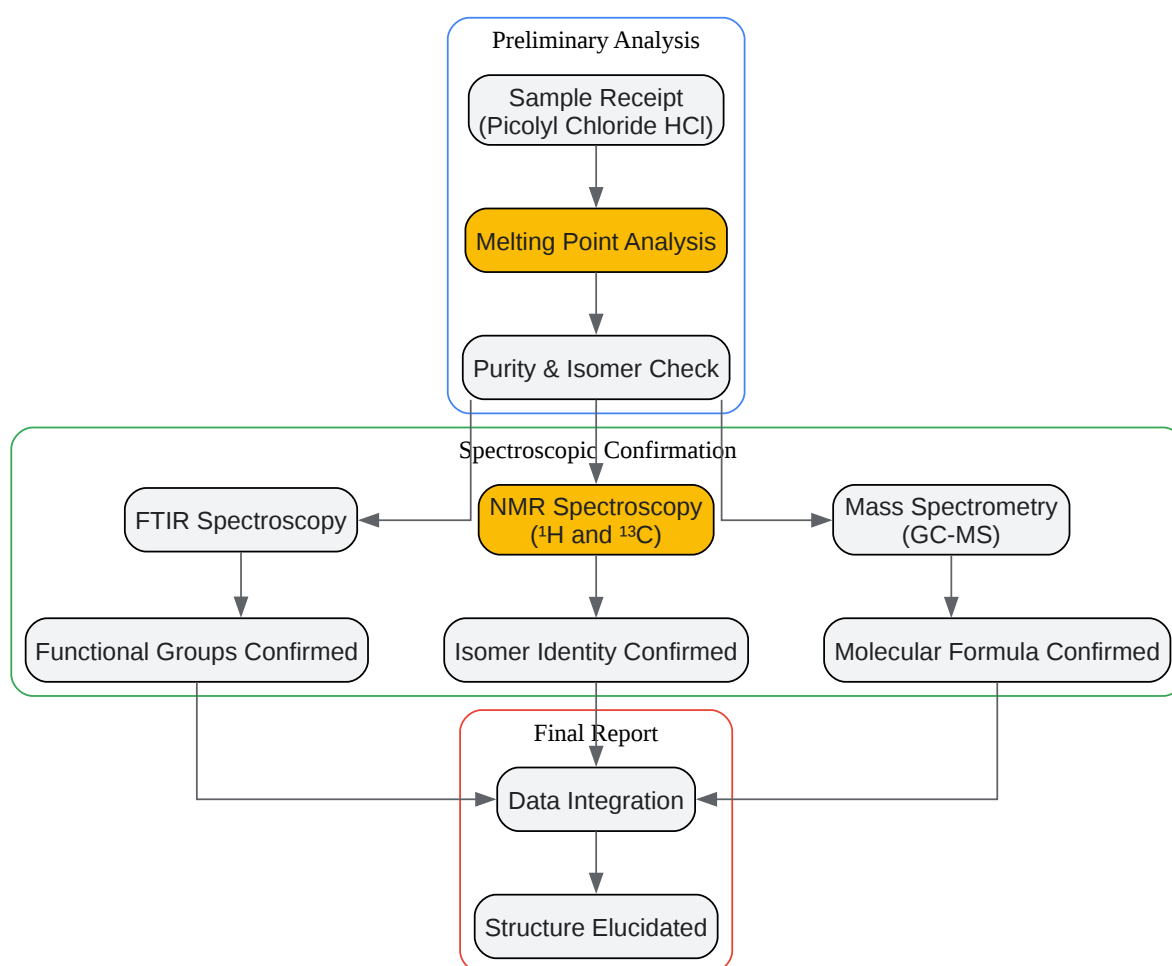 Preliminary Analysis
Sample Receipt
(Picolyl Chloride HCl)
Melting Point Analysis
Purity & Isomer Check
Spectroscopic Confirmation
FTIR Spectroscopy
NMR Spectroscopy
(¹H and ¹³C)
Mass Spectrometry
(GC-MS)
Functional Groups Confirmed
Isomer Identity Confirmed
Molecular Formula Confirmed
Final Report
Data Integration
Structure Elucidated